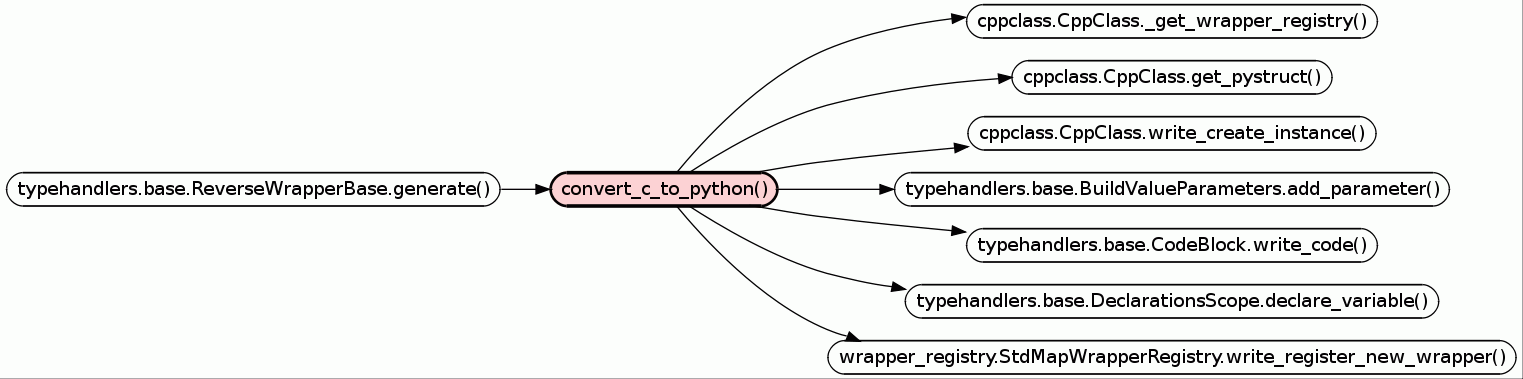 cppclass.CppClass._get_wrapper_registry()
cppclass.CppClass.get_pystruct()
cppclass.CppClass.write_create_instance()
typehandlers.base.ReverseWrapperBase.generate()
convert_c_to_python()
typehandlers.base.BuildValueParameters.add_parameter()
typehandlers.base.CodeBlock.write_code()
typehandlers.base.DeclarationsScope.declare_variable()
wrapper_registry.StdMapWrapperRegistry.write_register_new_wrapper()